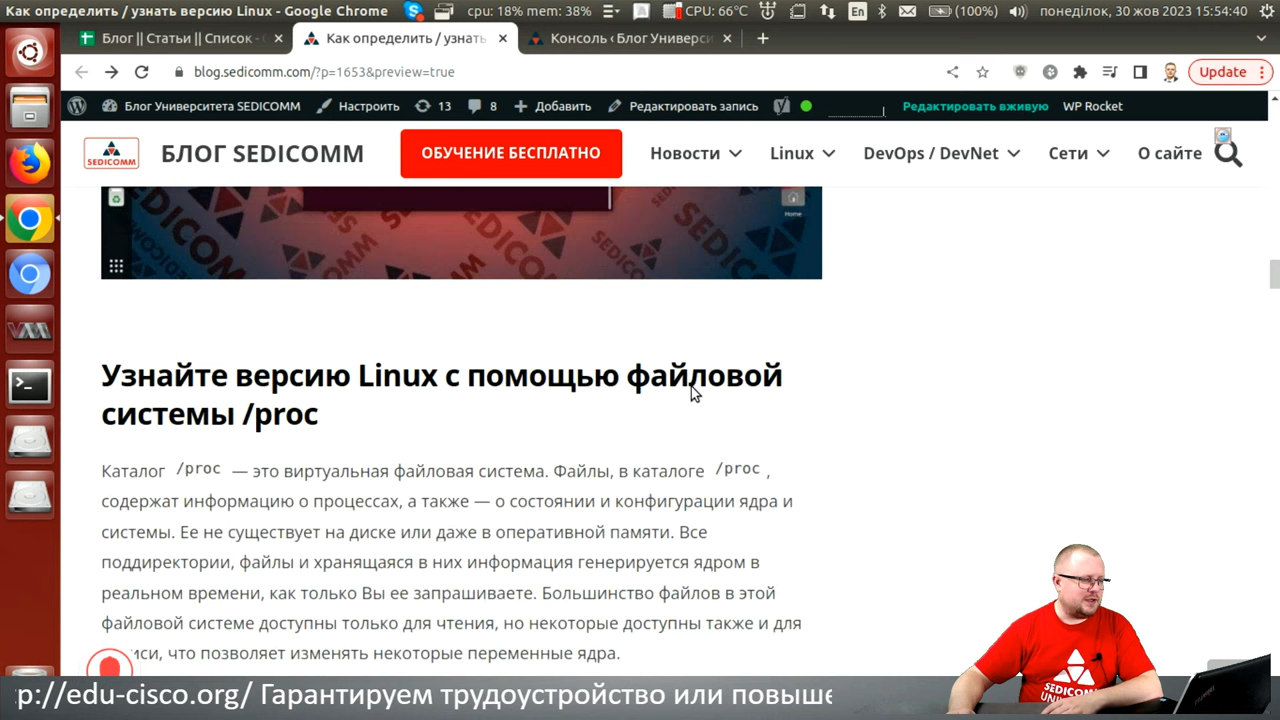 Как определить / узнать версию Linux - Google Chrome
cpu: 18% mem: 38%
CPU: 66°C
En
(100%)
понеділок, 30 жов 2023 15:54:40
Блог || Статьи || Список -
Как определить / узнать
Консоль ‹ Блог Универси
blog.sedicomm.com/?p=1653&preview=true
Update
Блог Университета SEDICOMM
Настроить
13
8
Добавить
Редактировать запись
Редактировать вживую
WP Rocket
SEDICOMM
БЛОГ SEDICOMM
ОБУЧЕНИЕ БЕСПЛАТНО
Новости
Linux
DevOps / DevNet
Сети
О сайте
Home
SEDICOMM
Узнайте версию Linux с помощью файловой
системы /proc
Каталог /proc — это виртуальная файловая система. Файлы, в каталоге /proc ,
содержат информацию о процессах, а также — о состоянии и конфигурации ядра и
системы. Ее не существует на диске или даже в оперативной памяти. Все
поддиректории, файлы и хранящаяся в них информация генерируется ядром в
реальном времени, как только Вы ее запрашиваете. Большинство файлов в этой
файловой системе доступны только для чтения, но некоторые доступны также и для
иси, что позволяет изменять некоторые переменные ядра.
SEDICOMM
p://edu-cisco.org/ Гарантируем трудоустройство или повыше